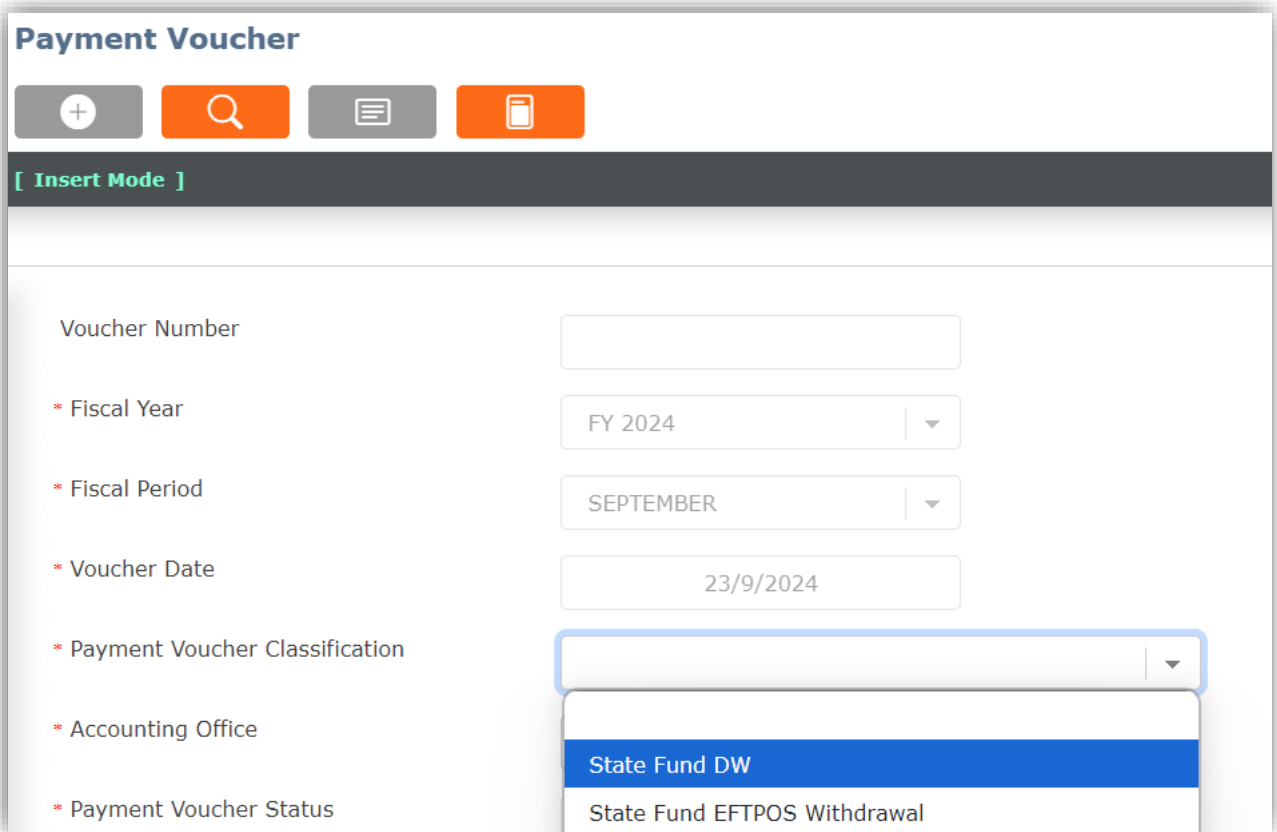 Payment Voucher
[ Insert Mode ]
Voucher Number
* Fiscal Year
FY 2024
* Fiscal Period
SEPTEMBER
* Voucher Date
23/9/2024
* Payment Voucher Classification
* Accounting Office
State Fund DW
* Payment Voucher Status
State Fund EFTPOS Withdrawal